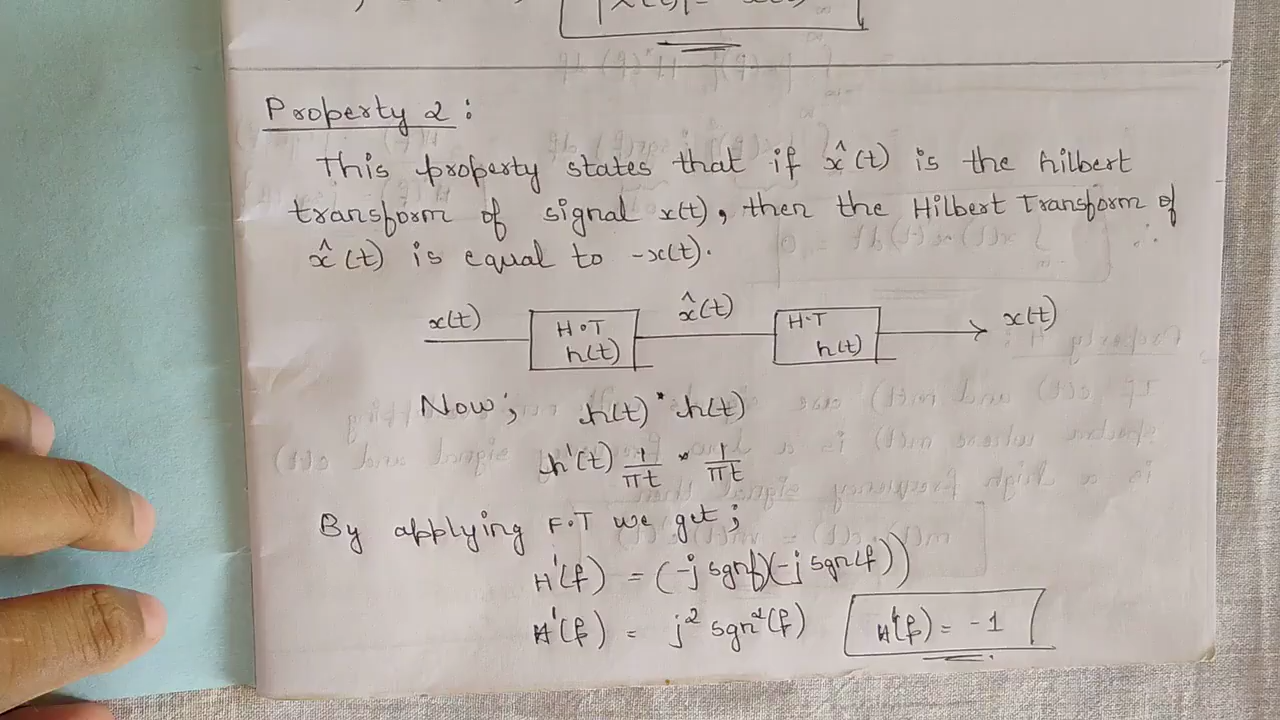 Property 2 :
This property states that if x̂(t) is the hilbert
transform of signal x(t), then the Hilbert Transform of
x̂(t) is equal to -x(t).
x(t) H.T h(t) x̂(t) H.T h(t) x(t)
Now; h(t) * h(t)
h'(t) 1/πt * 1/πt
By applying F.T we get;
H'(f) = (-j sgnf)(-j sgn(f))
H'(f) = j² sgn²(f) H'(f) = -1